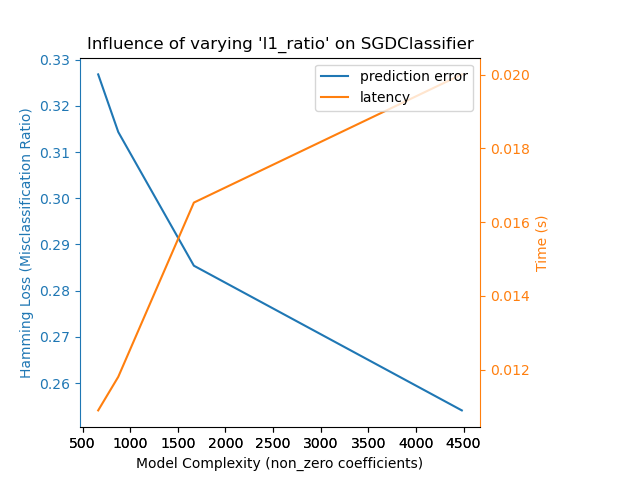 Influence of varying 'l1_ratio' on SGDClassifier
prediction error
latency
0.33
0.32
0.31
0.30
0.29
0.28
0.27
0.26
Hamming Loss (Misclassification Ratio)
0.020
0.018
0.016
0.014
0.012
Time (s)
500 1000 1500 2000 2500 3000 3500 4000 4500
Model Complexity (non_zero coefficients)